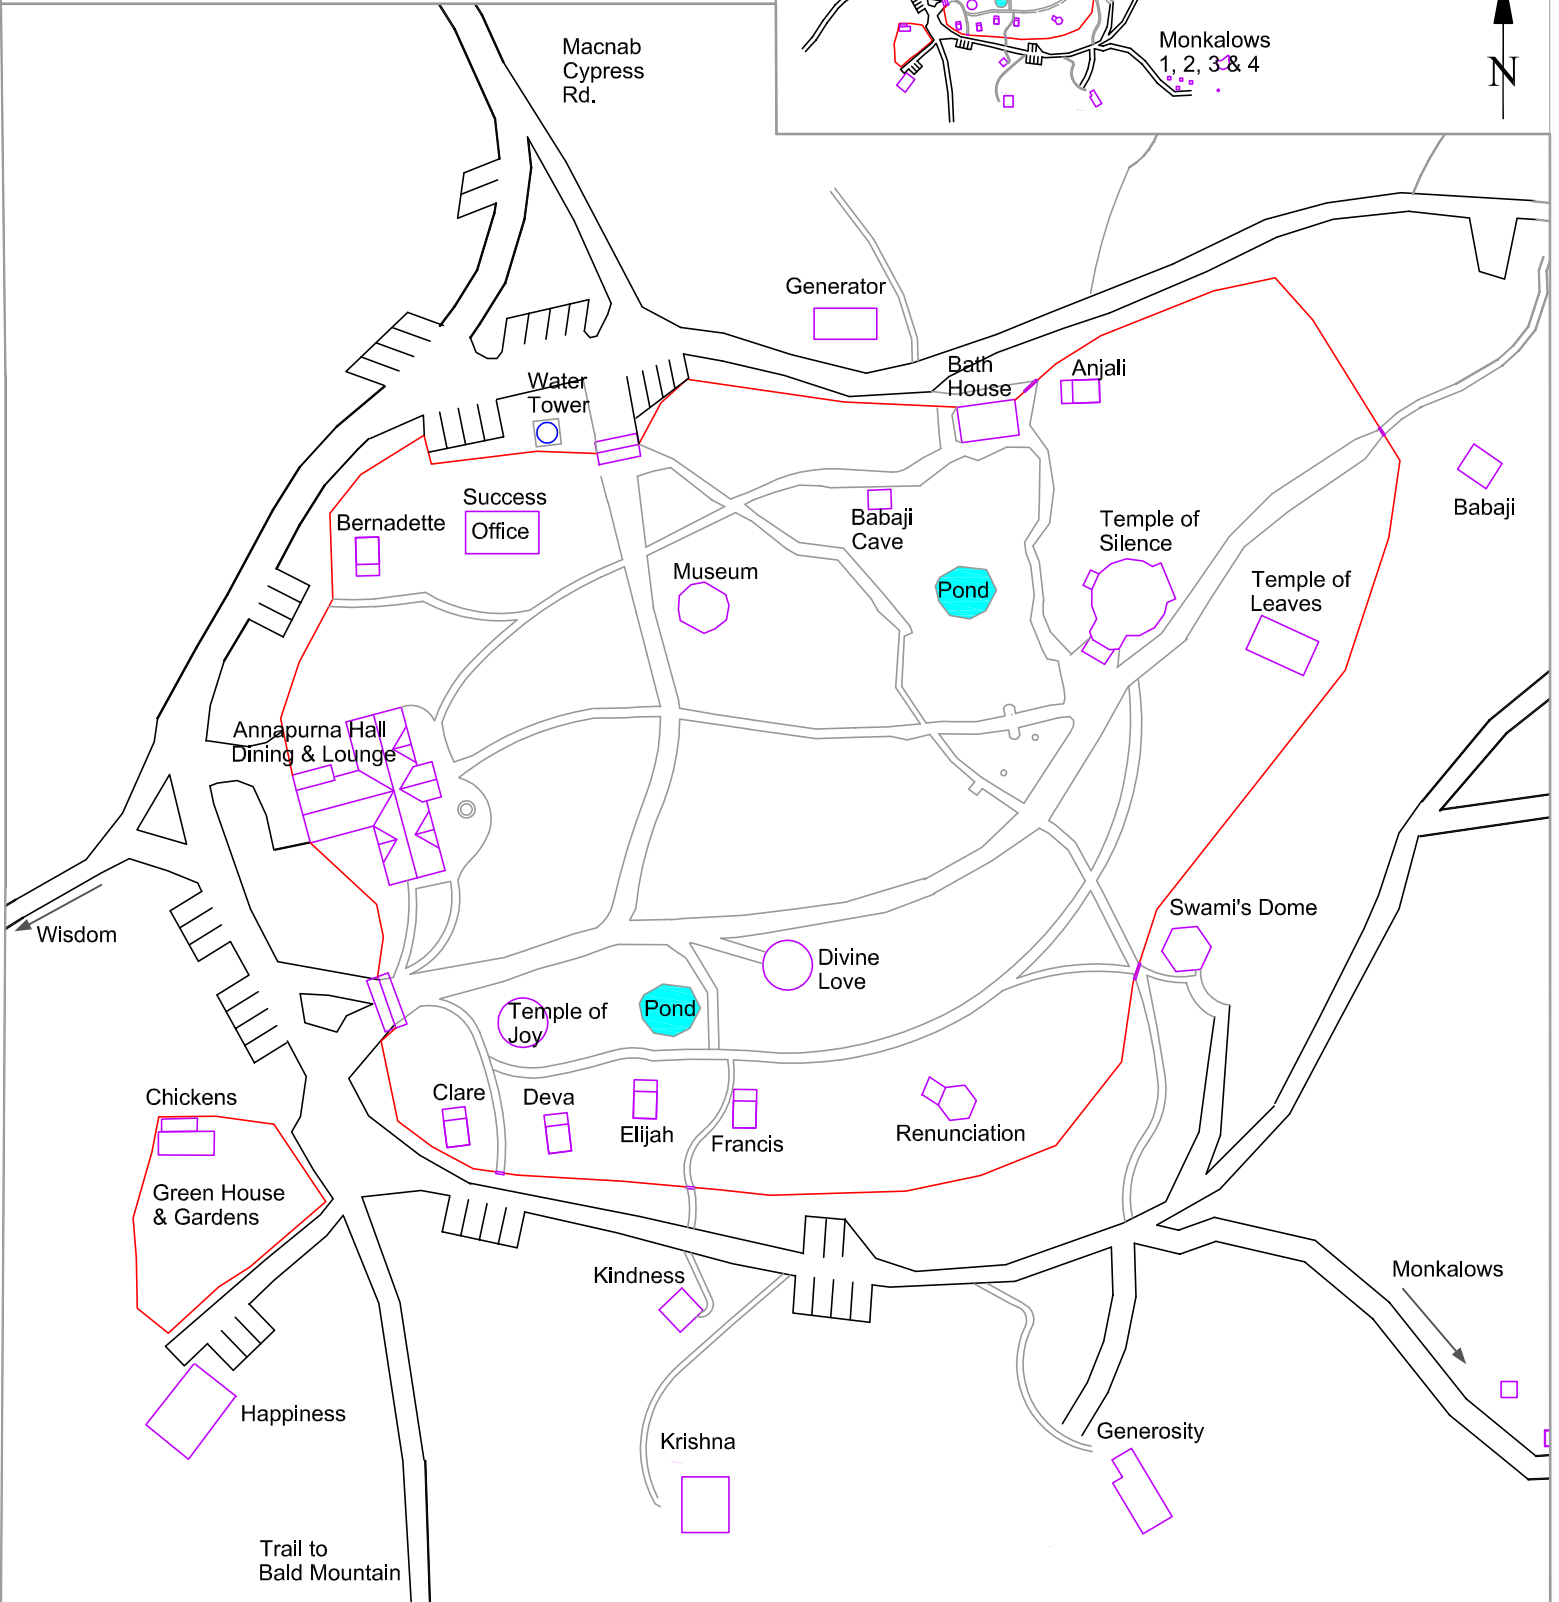 Macnab
Cypress
Rd.
Monkalows
1, 2, 3 & 4
N
Generator
Bath
House
Anjali
Water
Tower
Success
Office
Bernadette
Babaji
Cave
Temple of
Silence
Babaji
Museum
Pond
Temple of
Leaves
Annapurna Hall
Dining & Lounge
Swami's Dome
Wisdom
Divine
Love
Temple of
Joy
Pond
Chickens
Clare
Deva
Elijah
Francis
Renunciation
Green House
& Gardens
Kindness
Monkalows
Happiness
Krishna
Generosity
Trail to
Bald Mountain